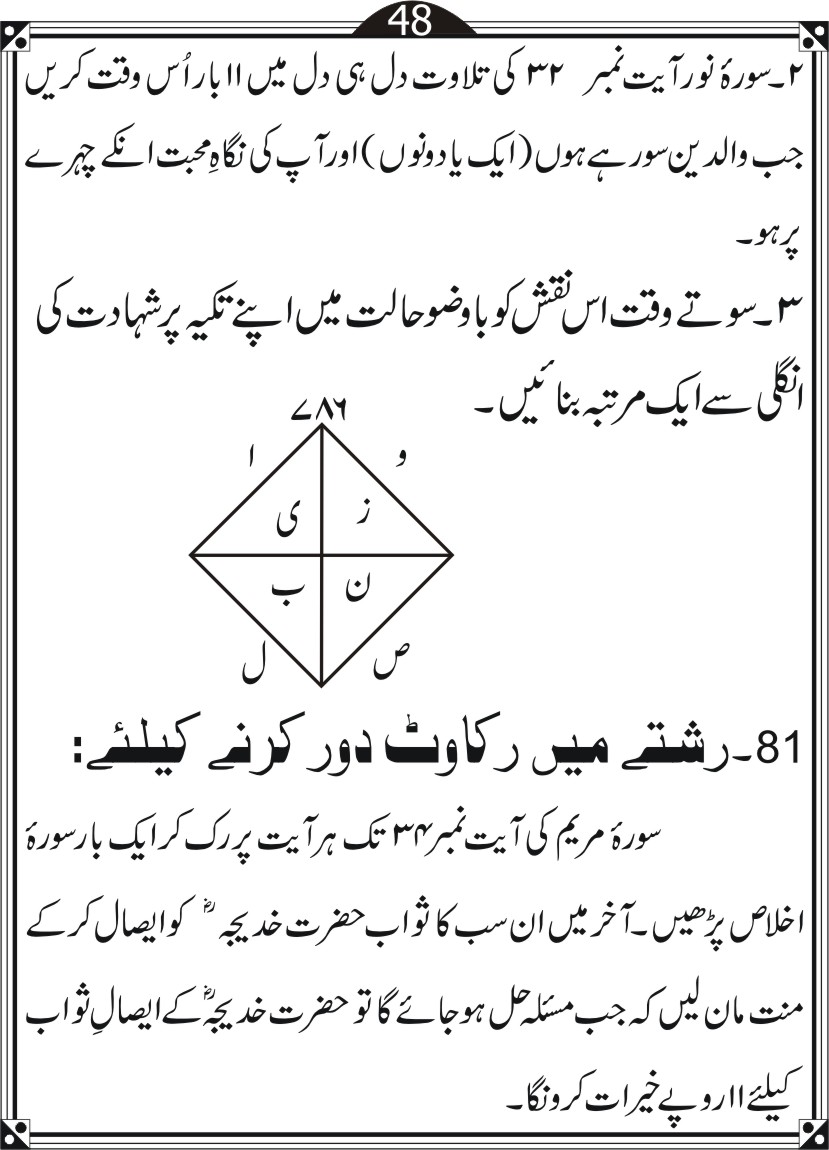 48
۲۔سورۂ نور آیت نمبر ۳۲ کی تلاوت دل ہی دل میں ۱۱ بار اُس وقت کریں
جب والدین سو رہے ہوں (ایک یا دونوں) اور آپ کی نگاہِ محبت انکے چہرے
پر ہو۔
۳۔سوتے وقت اس نقش کو باوضو حالت میں اپنے تکیہ پر شہادت کی
انگلی سے ایک مرتبہ بنائیں۔
۷۸۶
و ا
ز ی
ن ب
ص ل
81۔رشتے میں رکاوٹ دور کرنے کیلئے:
سورۂ مریم کی آیت نمبر ۳۴ تک ہر آیت پر رک کر ایک بار سورۂ
اخلاص پڑھیں۔آخر میں ان سب کا ثواب حضرت خدیجہ ؓ کو ایصال کر کے
منت مان لیں کہ جب مسئلہ حل ہو جائے گا تو حضرت خدیجہؓ کے ایصالِ ثواب
کیلئے ۱۱ روپے خیرات کرونگا۔